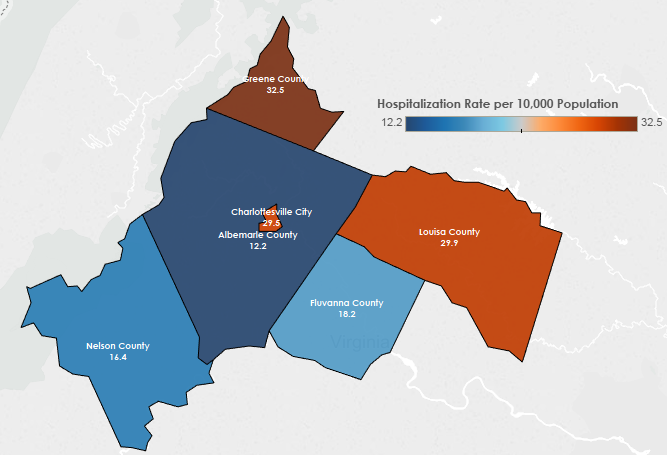 Greene County
32.5
Hospitalization Rate per 10,000 Population
12.2
32.5
Charlottesville City
29.5
Albemarle County
12.2
Louisa County
29.9
Fluvanna County
18.2
Virginia
Nelson County
16.4